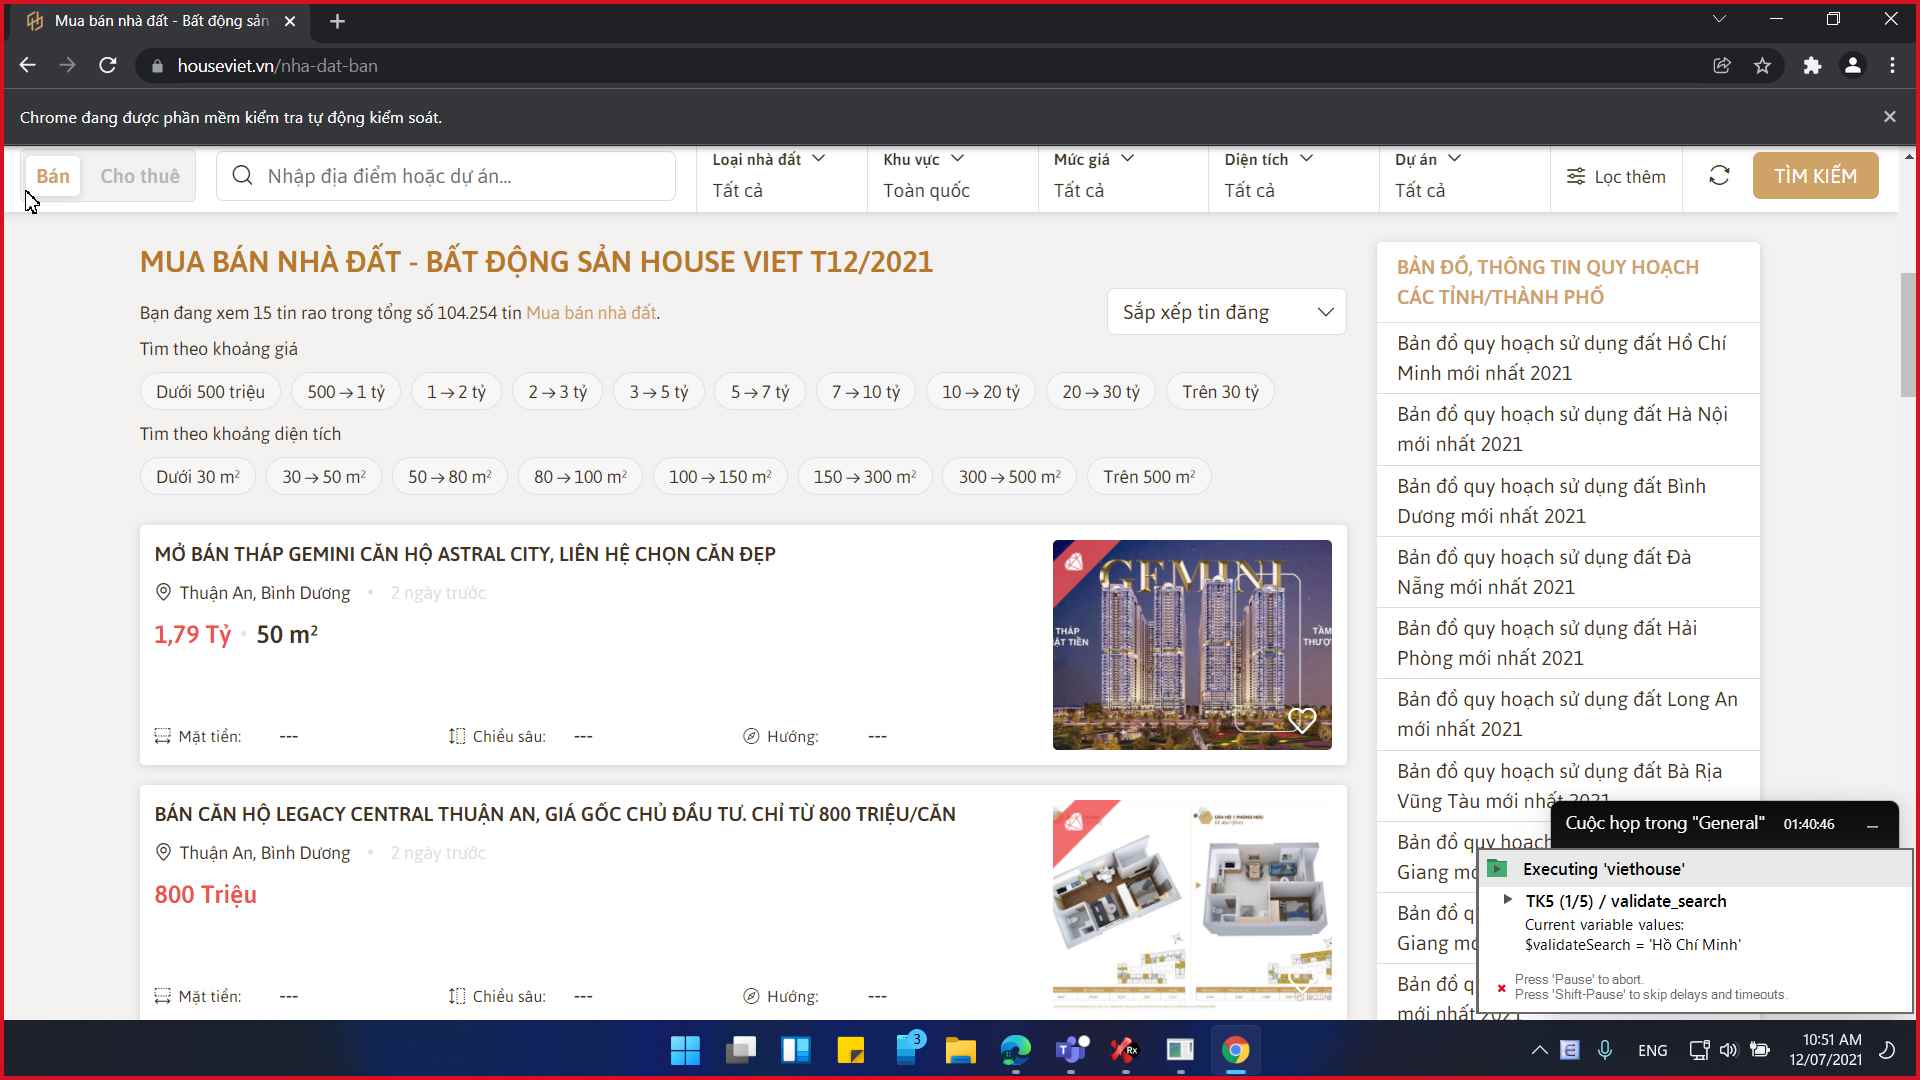 Mua bán nhà đất - Bất động sản
houseviet.vn/nha-dat-ban
Chrome đang được phần mềm kiểm tra tự động kiểm soát.
Bán
Cho thuê
Nhập địa điểm hoặc dự án...
Loại nhà đất
Tất cả
Khu vực
Toàn quốc
Mức giá
Tất cả
Diện tích
Tất cả
Dự án
Tất cả
Lọc thêm
TÌM KIẾM
MUA BÁN NHÀ ĐẤT - BẤT ĐỘNG SẢN HOUSE VIET T12/2021
Bạn đang xem 15 tin rao trong tổng số 104.254 tin Mua bán nhà đất.
Sắp xếp tin đăng
Tìm theo khoảng giá
Dưới 500 triệu
500 → 1 tỷ
1 → 2 tỷ
2 → 3 tỷ
3 → 5 tỷ
5 → 7 tỷ
7 → 10 tỷ
10 → 20 tỷ
20 → 30 tỷ
Trên 30 tỷ
Tìm theo khoảng diện tích
Dưới 30 m²
30 → 50 m²
50 → 80 m²
80 → 100 m²
100 → 150 m²
150 → 300 m²
300 → 500 m²
Trên 500 m²
MỞ BÁN THÁP GEMINI CĂN HỘ ASTRAL CITY, LIÊN HỆ CHỌN CĂN ĐẸP
Thuận An, Bình Dương • 2 ngày trước
1,79 Tỷ • 50 m²
Mặt tiền: ---
Chiều sâu: ---
Hướng: ---
GEMINI
THÁP
TẦM
BÁN CĂN HỘ LEGACY CENTRAL THUẬN AN, GIÁ GỐC CHỦ ĐẦU TƯ. CHỈ TỪ 800 TRIỆU/CĂN
Thuận An, Bình Dương • 2 ngày trước
800 Triệu
Mặt tiền: ---
Chiều sâu: ---
Hướng: ---
BẢN ĐỒ, THÔNG TIN QUY HOẠCH
CÁC TỈNH/THÀNH PHỐ
Bản đồ quy hoạch sử dụng đất Hồ Chí
Minh mới nhất 2021
Bản đồ quy hoạch sử dụng đất Hà Nội
mới nhất 2021
Bản đồ quy hoạch sử dụng đất Bình
Dương mới nhất 2021
Bản đồ quy hoạch sử dụng đất Đà
Nẵng mới nhất 2021
Bản đồ quy hoạch sử dụng đất Hải
Phòng mới nhất 2021
Bản đồ quy hoạch sử dụng đất Long An
mới nhất 2021
Bản đồ quy hoạch sử dụng đất Bà Rịa
Vũng Tàu mới nhất 2021
Bản đồ quy hoạch
Giang
Bản đồ
Giang
Bản đồ
mới nhất 2021
Cuộc họp trong "General" 01:40:46
Executing 'viethouse'
TK5 (1/5) / validate_search
Current variable values:
$validateSearch = 'Hồ Chí Minh'
Press 'Pause' to abort.
Press 'Shift-Pause' to skip delays and timeouts.
3
Rx
ENG
10:51 AM
12/07/2021